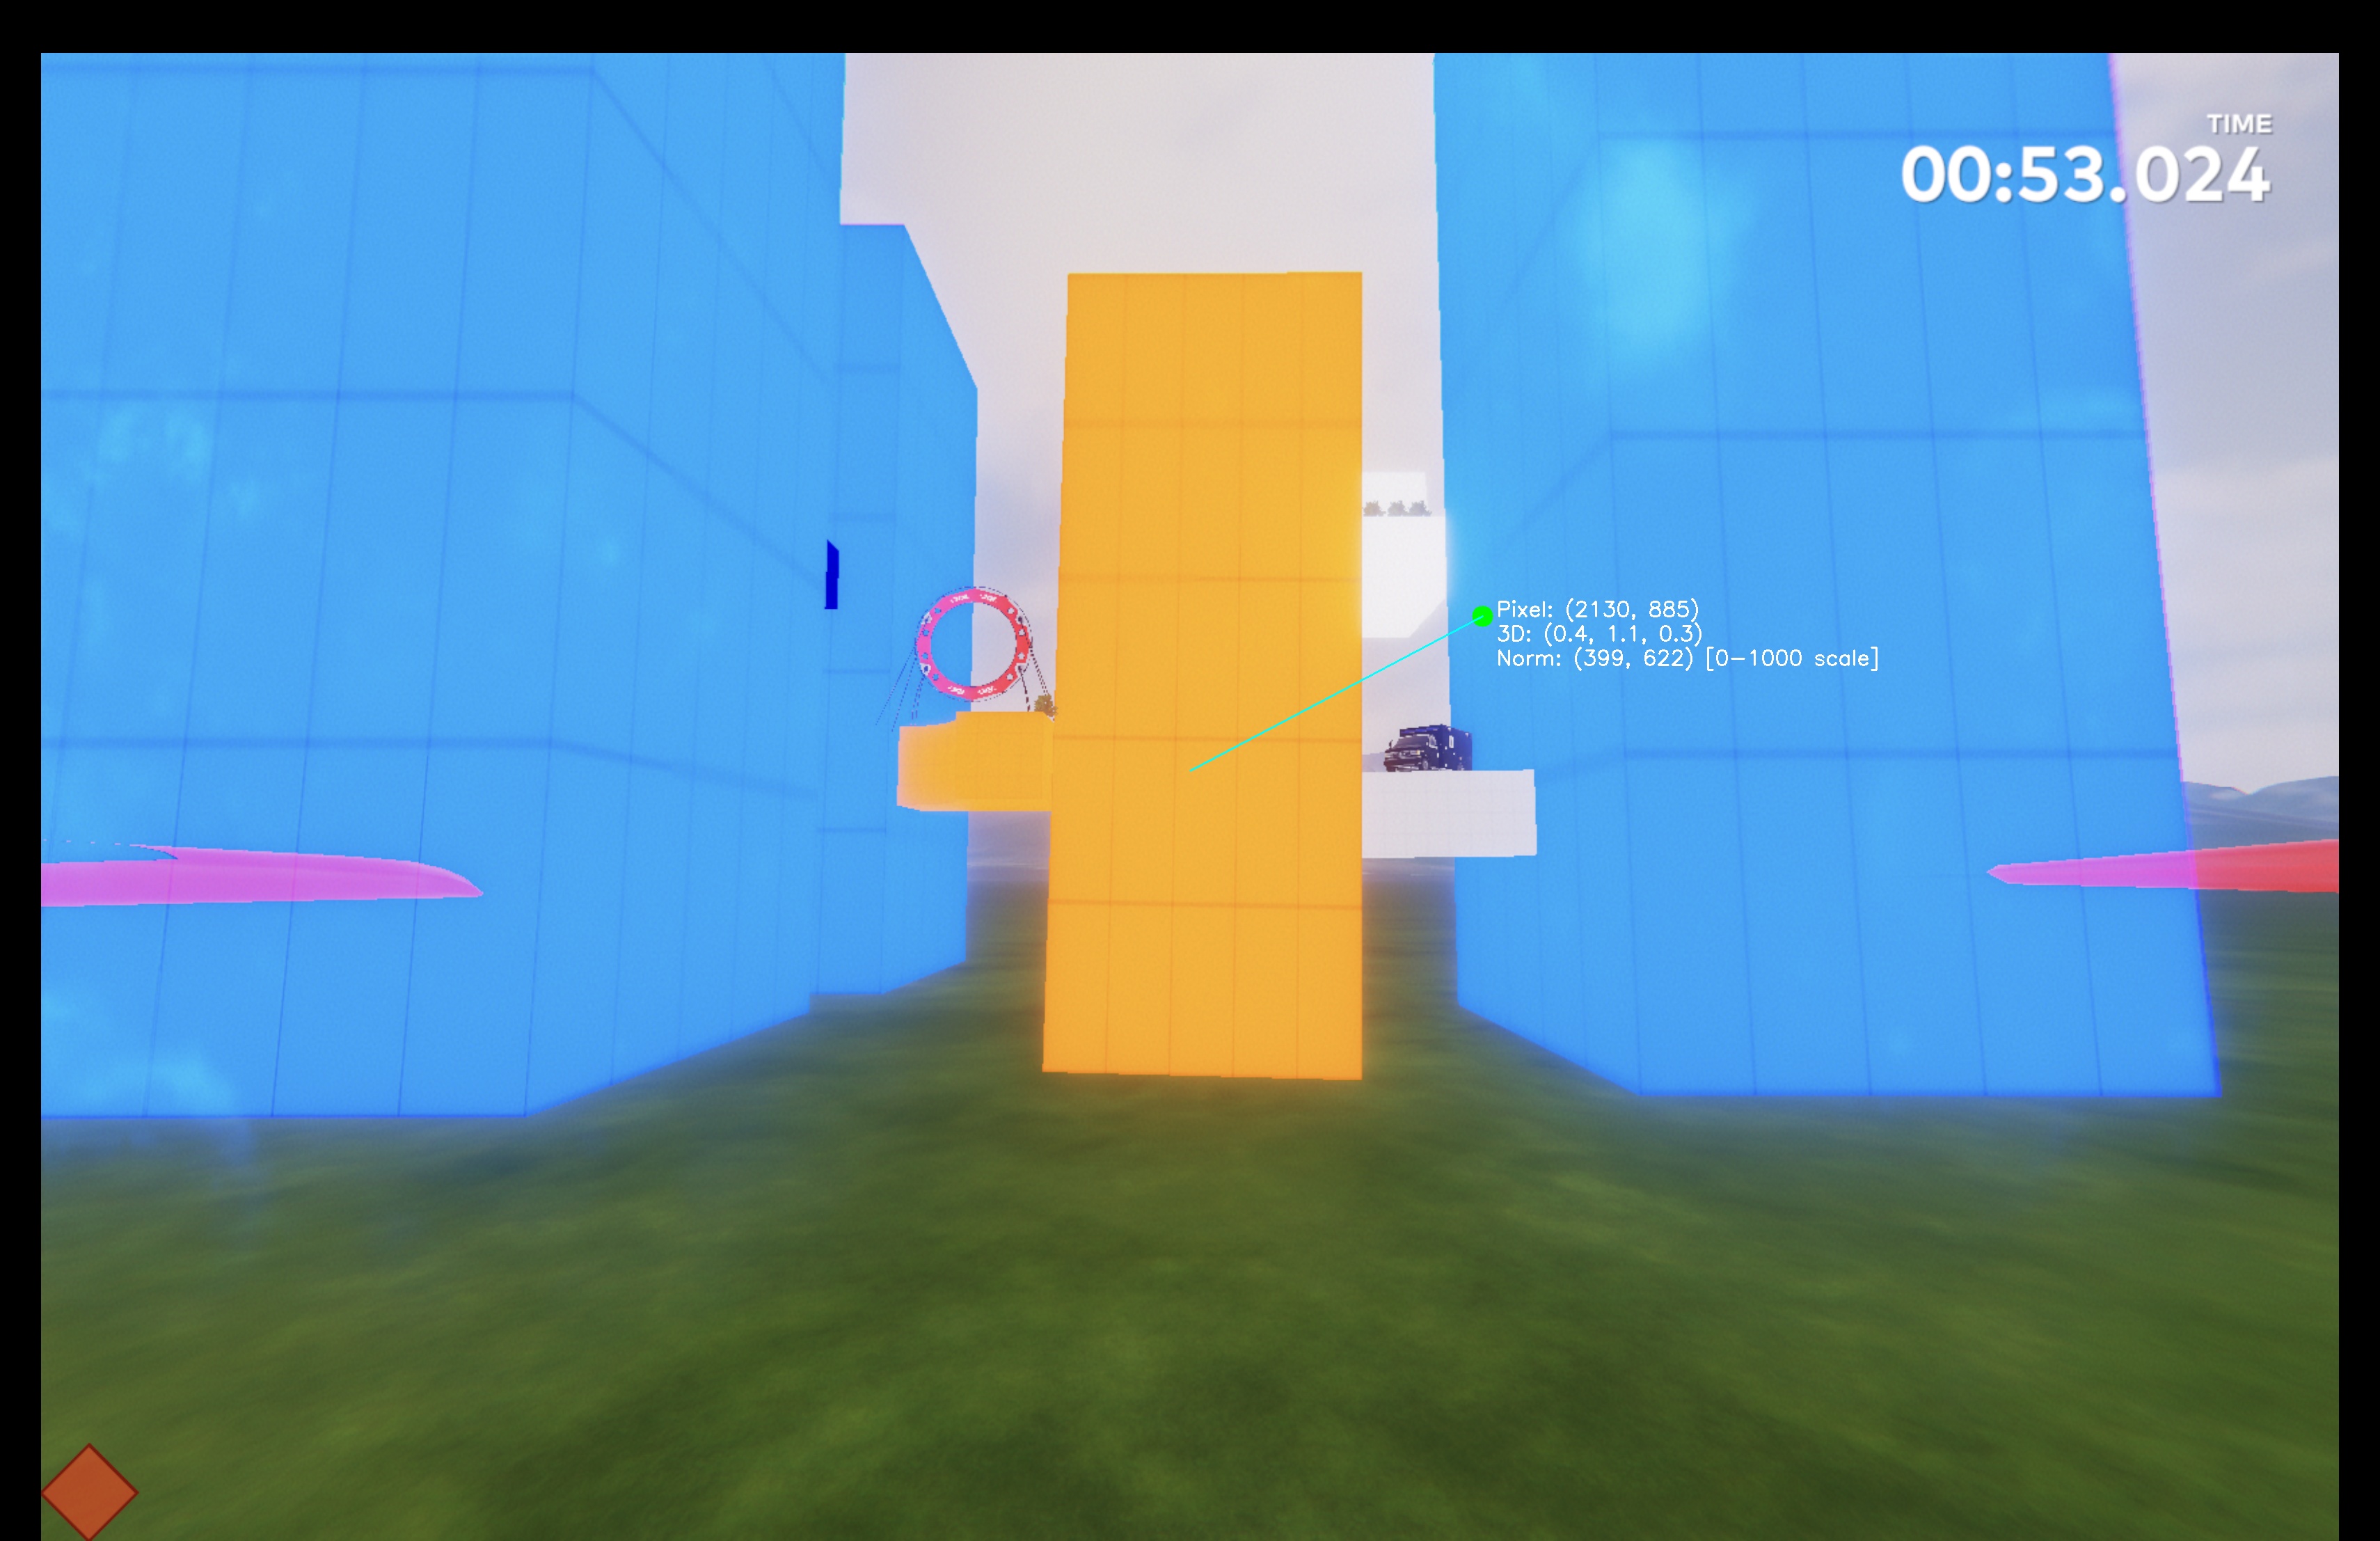 TIME
00:53.024
Pixel: (2130, 885)
3D: (0.4, 1.1, 0.3)
Norm: (399, 622) [0-1000 scale]